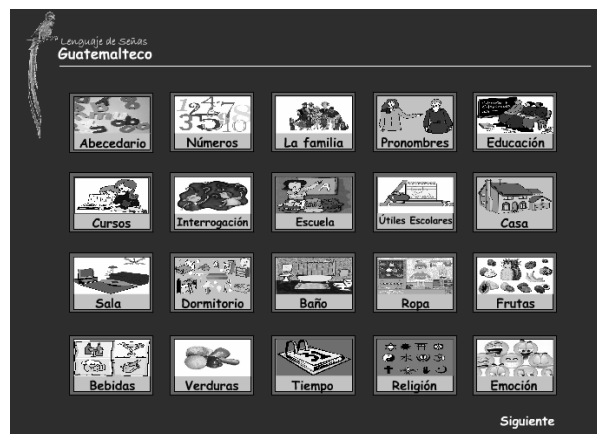 Lenguaje de Señas
Guatemalteco
Abecedario
Números
La familia
Pronombres
Educación
Cursos
Interrogación
Escuela
Útiles Escolares
Casa
Sala
Dormitorio
Baño
Ropa
Frutas
Bebidas
Verduras
Tiempo
Religión
Emoción
Siguiente